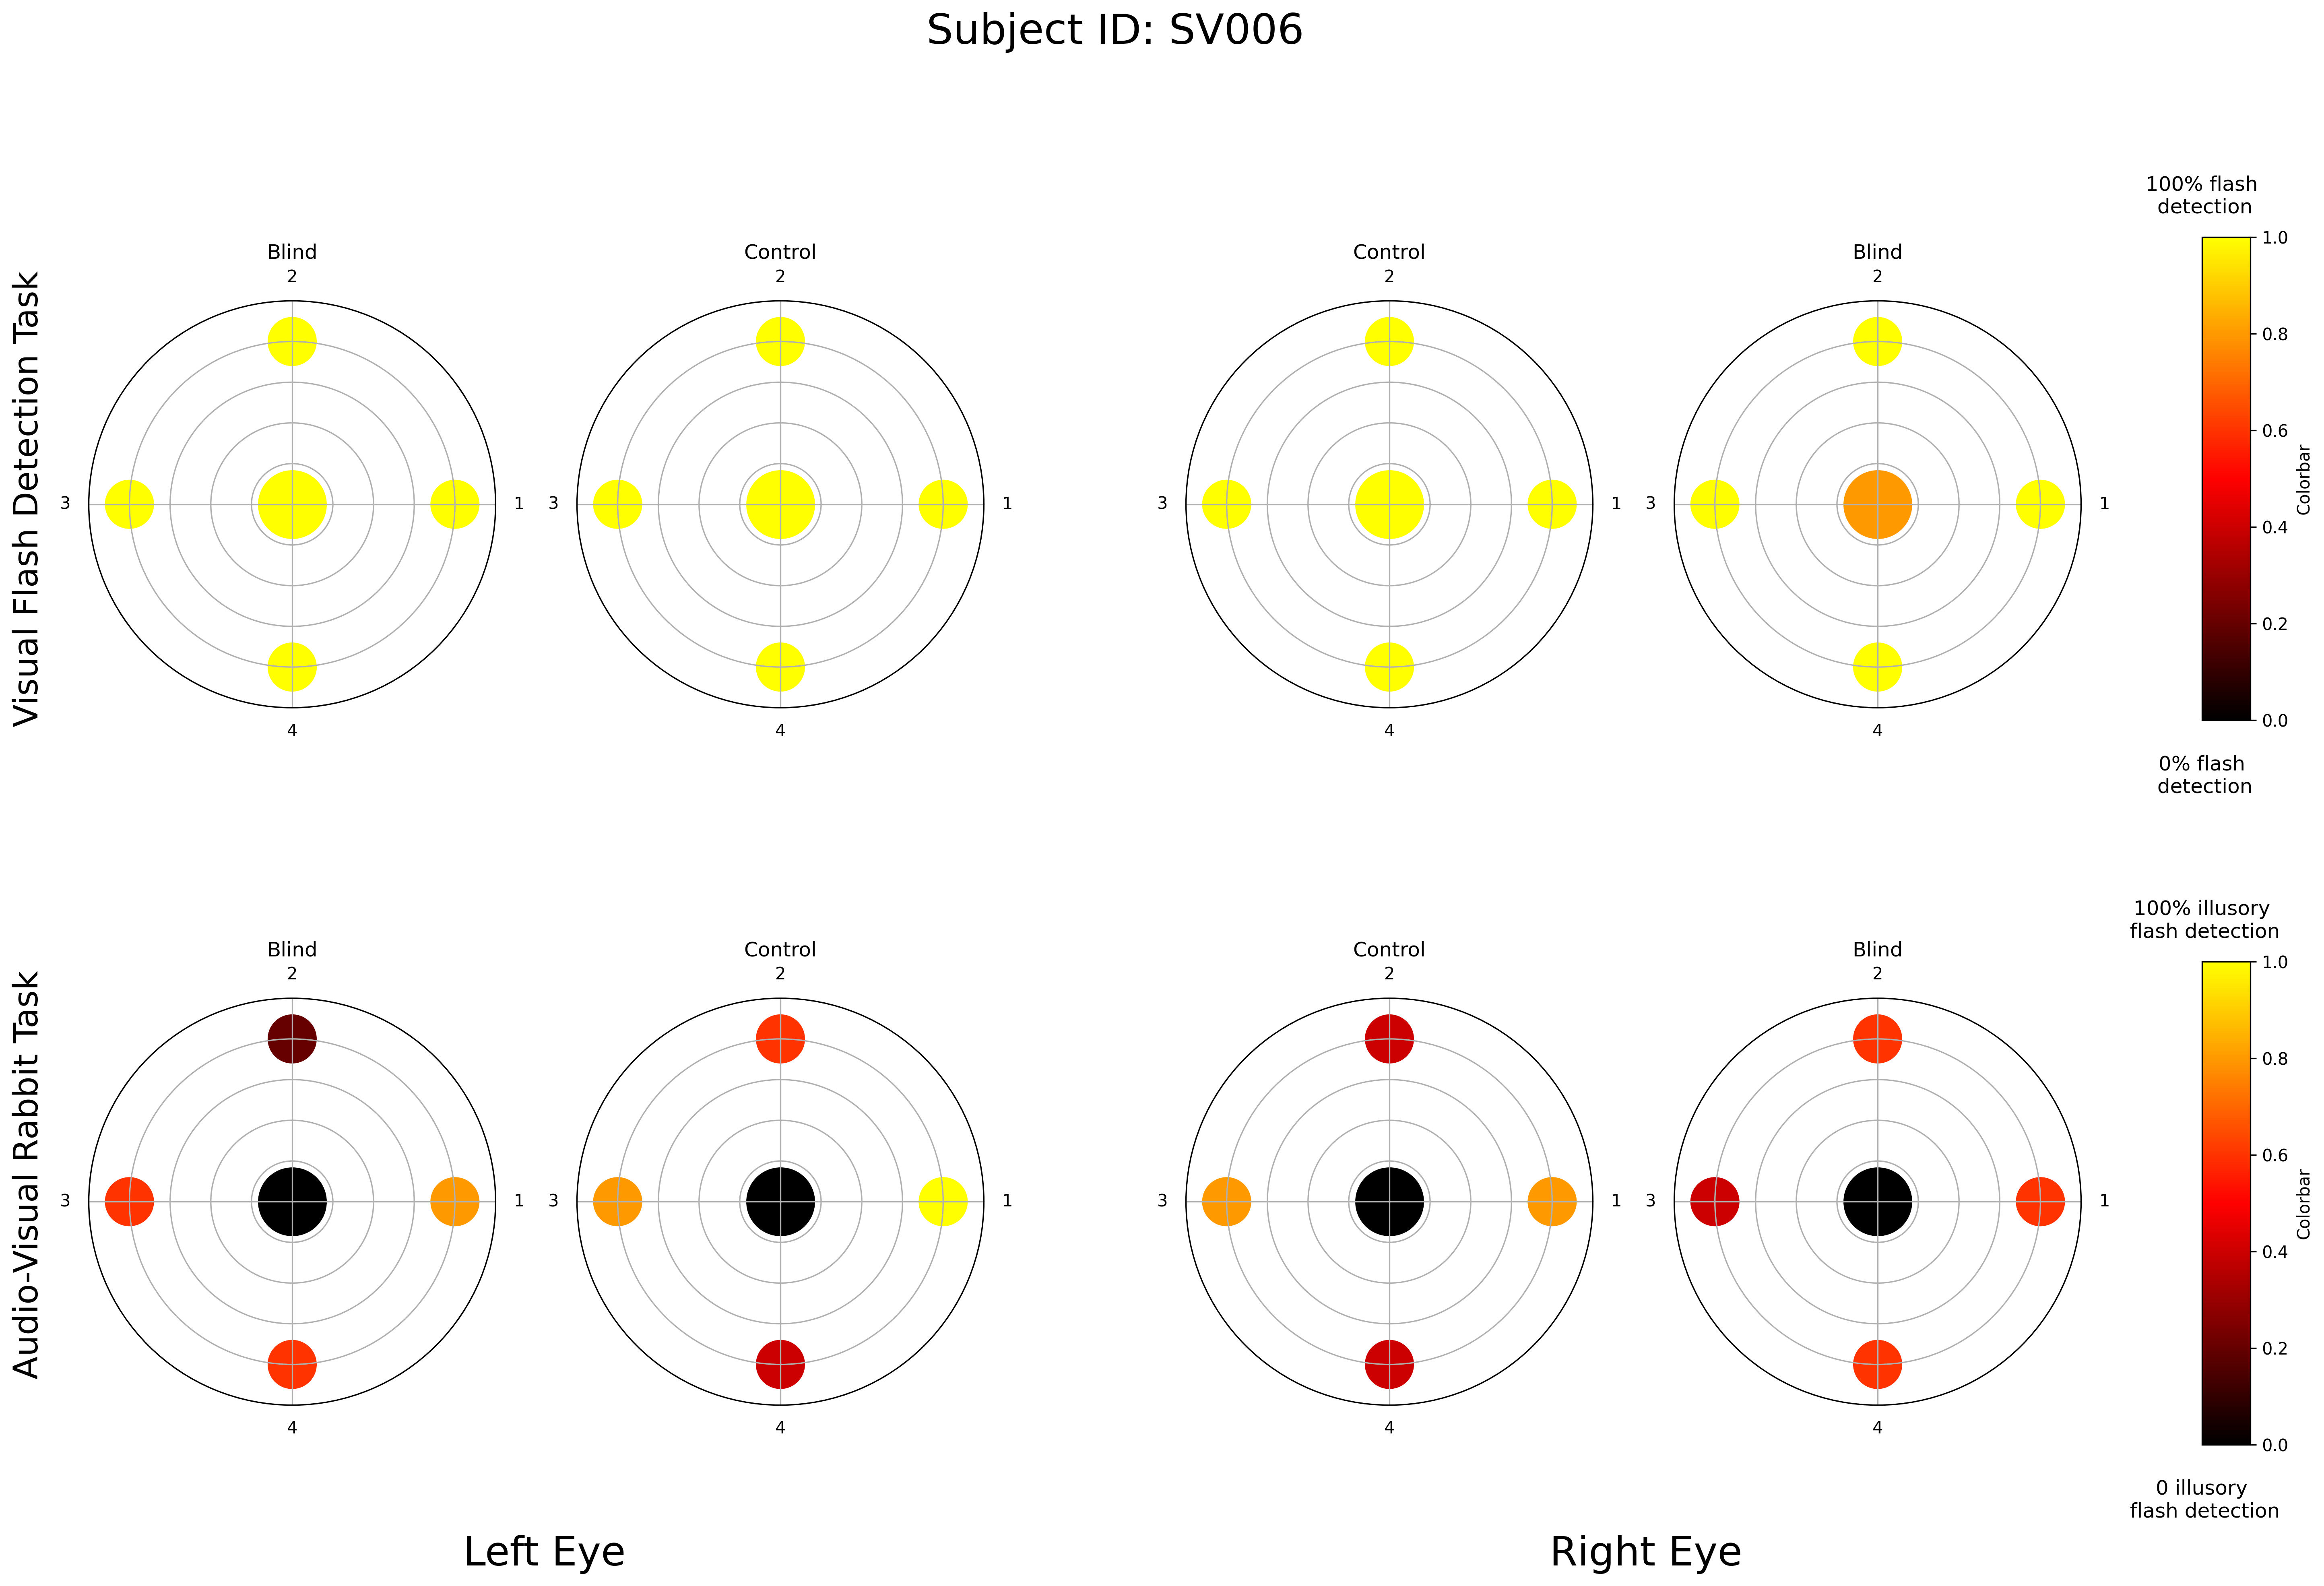 Subject ID: SV006
Visual Flash Detection Task
Blind
2
3
1
4
Control
2
3
1
4
Control
2
3
1
4
Blind
2
3
1
4
100% flash
detection
1.0
0.8
0.6
0.4
0.2
0.0
Colorbar
0% flash
detection
Audio-Visual Rabbit Task
Blind
2
3
1
4
Control
2
3
1
4
Control
2
3
1
4
Blind
2
3
1
4
100% illusory
flash detection
1.0
0.8
0.6
0.4
0.2
0.0
Colorbar
0 illusory
flash detection
Left Eye
Right Eye